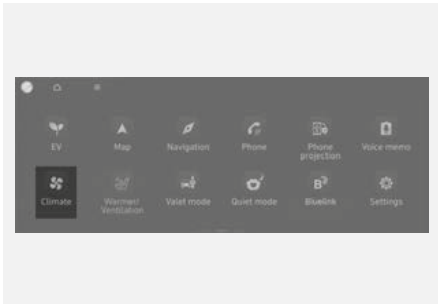 EV
Map
Navigation
Phone
Phone
projection
Voice memo
Climate
Warmer/
Ventilation
Valet mode
Quiet mode
Bluelink
Settings